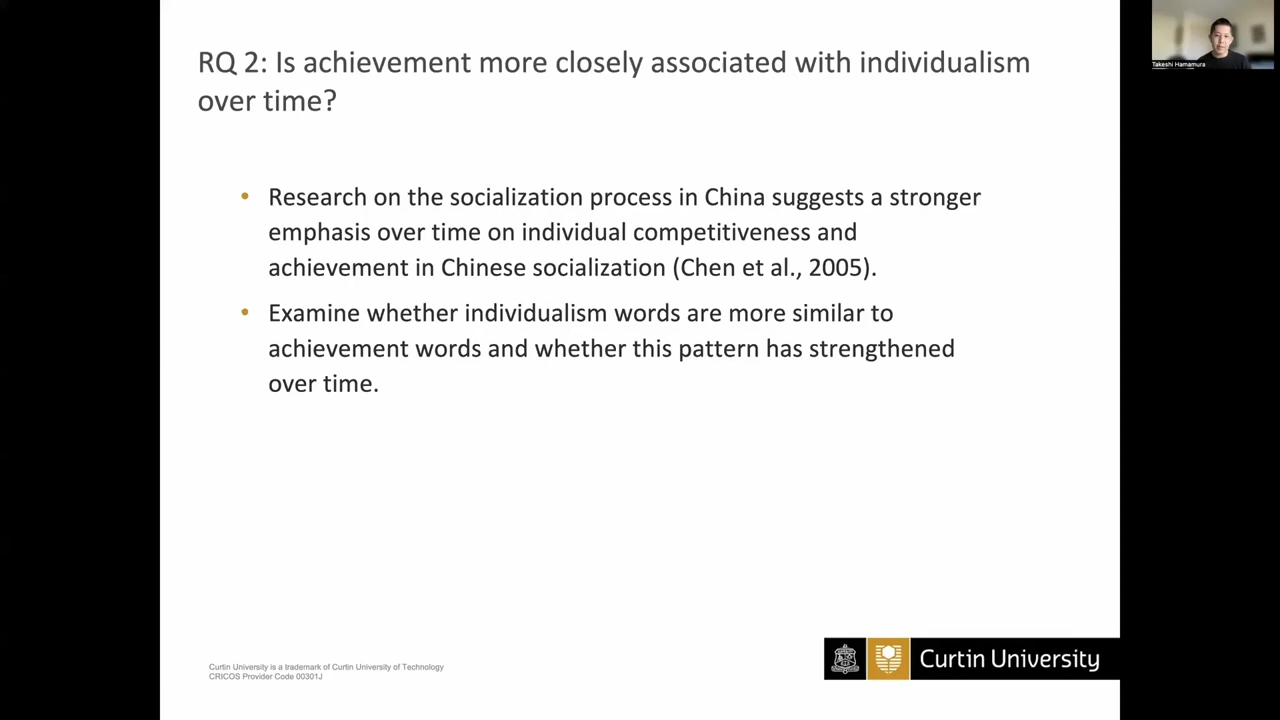 Takeshi Hamamura
RQ 2: Is achievement more closely associated with individualism
over time?
• Research on the socialization process in China suggests a stronger
emphasis over time on individual competitiveness and
achievement in Chinese socialization (Chen et al., 2005).
• Examine whether individualism words are more similar to
achievement words and whether this pattern has strengthened
over time.
Curtin University is a trademark of Curtin University of Technology
CRICOS Provider Code 00301J
Curtin University